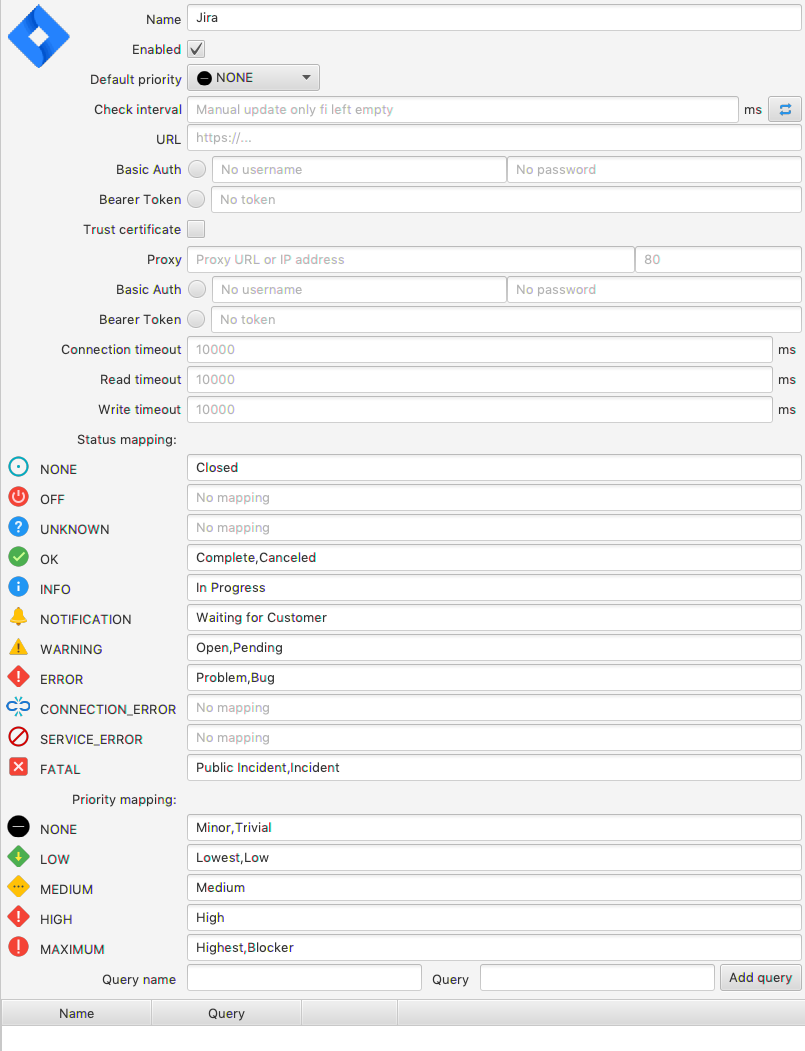 Name Jira
Enabled
Default priority NONE
Check interval Manual update only fi left empty ms
URL https://...
Basic Auth No username No password
Bearer Token No token
Trust certificate
Proxy Proxy URL or IP address 80
Basic Auth No username No password
Bearer Token No token
Connection timeout 10000 ms
Read timeout 10000 ms
Write timeout 10000 ms
Status mapping:
NONE Closed
OFF No mapping
UNKNOWN No mapping
OK Complete,Canceled
INFO In Progress
NOTIFICATION Waiting for Customer
WARNING Open,Pending
ERROR Problem,Bug
CONNECTION_ERROR No mapping
SERVICE_ERROR No mapping
FATAL Public Incident,Incident
Priority mapping:
NONE Minor,Trivial
LOW Lowest,Low
MEDIUM Medium
HIGH High
MAXIMUM Highest,Blocker
Query name Query Add query
Name Query